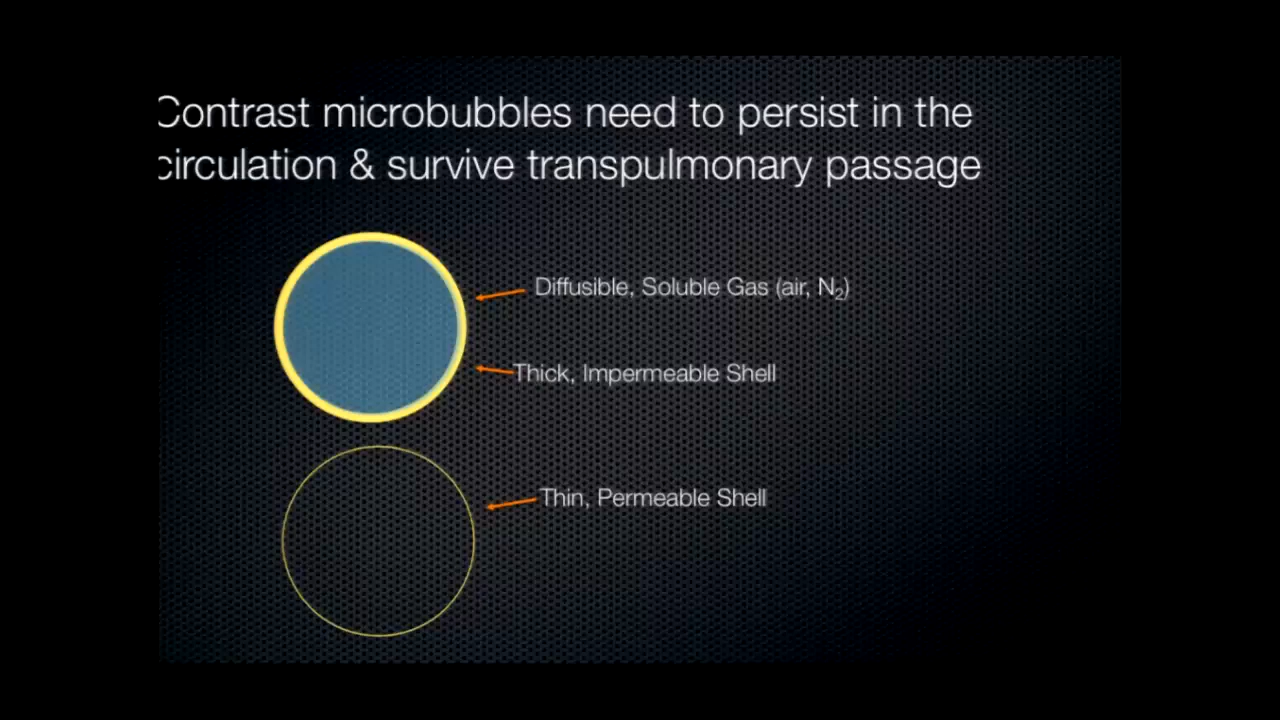 Contrast microbubbles need to persist in the
circulation & survive transpulmonary passage
Diffusible, Soluble Gas (air, N₂)
Thick, Impermeable Shell
Thin, Permeable Shell